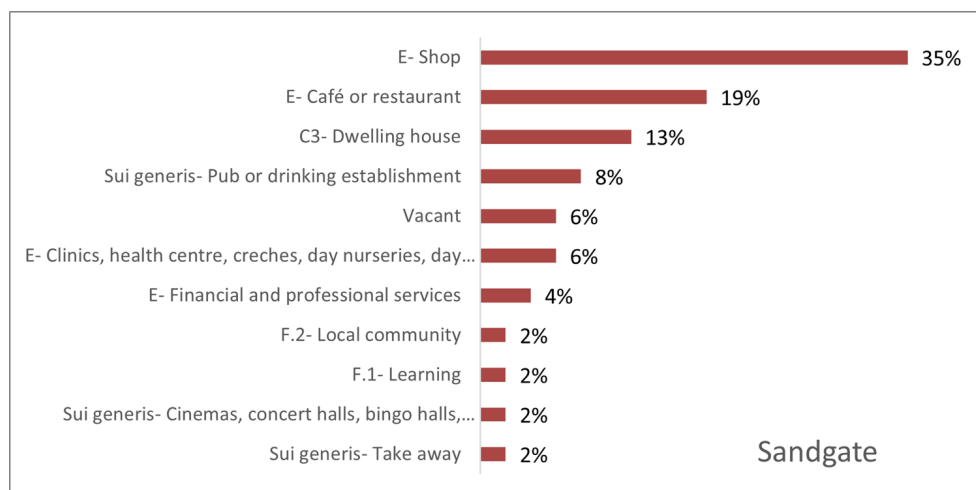 E- Shop 35%
E- Café or restaurant 19%
C3- Dwelling house 13%
Sui generis- Pub or drinking establishment 8%
Vacant 6%
E- Clinics, health centre, creches, day nurseries, day... 6%
E- Financial and professional services 4%
F.2- Local community 2%
F.1- Learning 2%
Sui generis- Cinemas, concert halls, bingo halls,... 2%
Sui generis- Take away 2%
Sandgate